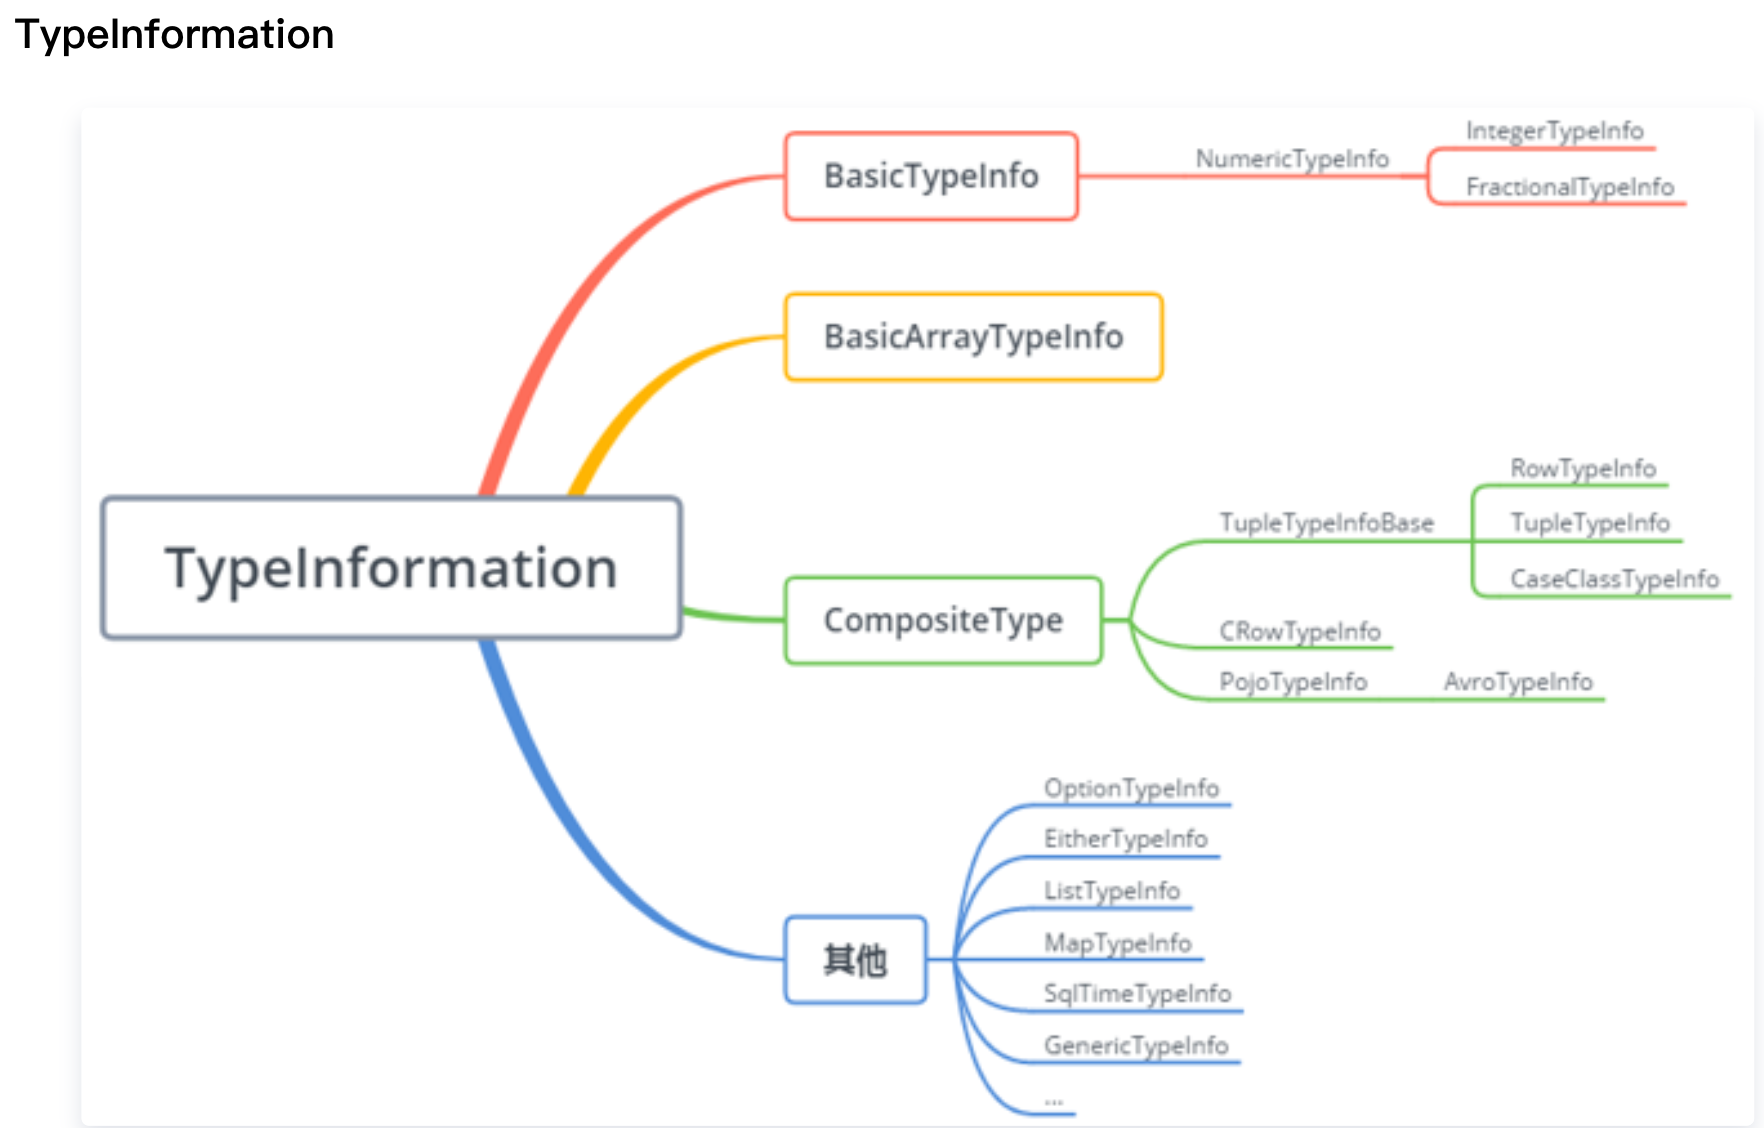 TypeInformation
IntegerTypeInfo
NumericTypeInfo
BasicTypeInfo
FractionalTypeInfo
BasicArrayTypeInfo
RowTypeInfo
TupleTypeInfoBase
TupleTypeInfo
TypeInformation
CaseClassTypeInfo
CompositeType
CRowTypeInfo
PojoTypeInfo
AvroTypeInfo
OptionTypeInfo
EitherTypeInfo
ListTypeInfo
其他
MapTypeInfo
SqlTimeTypeInfo
GenericTypeInfo
...